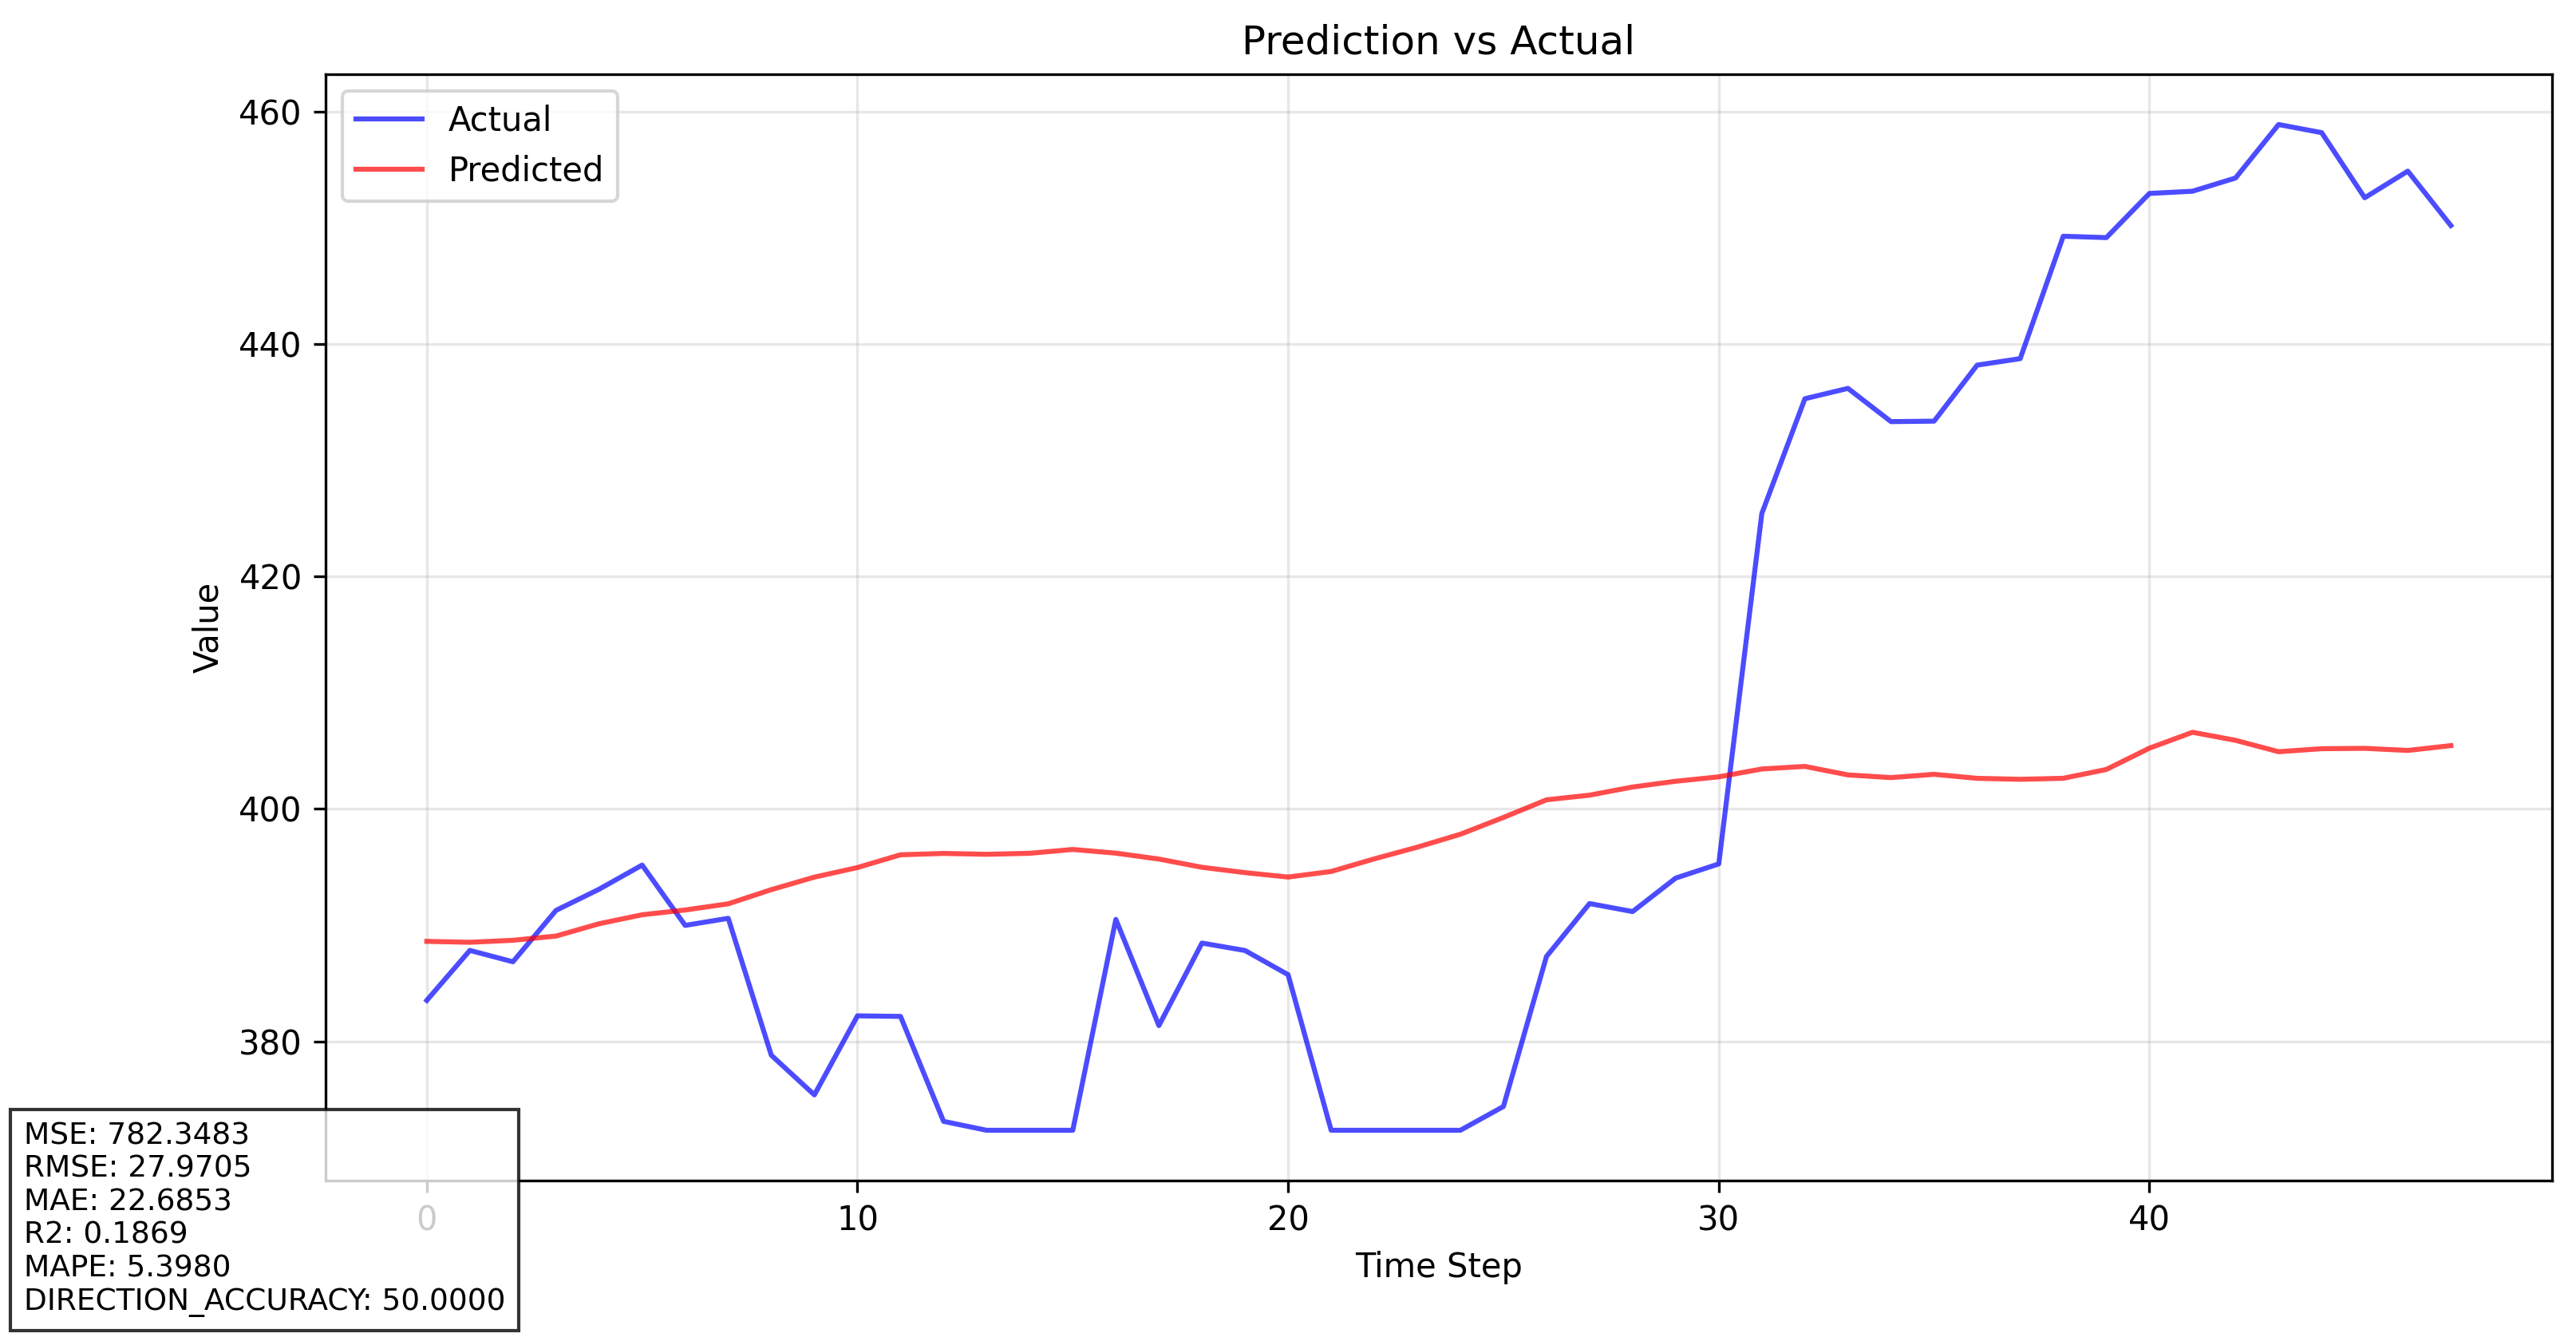 Prediction vs Actual
Actual
Predicted
460
440
420
400
380
Value
0
10
20
30
40
Time Step
MSE: 782.3483
RMSE: 27.9705
MAE: 22.6853
R2: 0.1869
MAPE: 5.3980
DIRECTION_ACCURACY: 50.0000